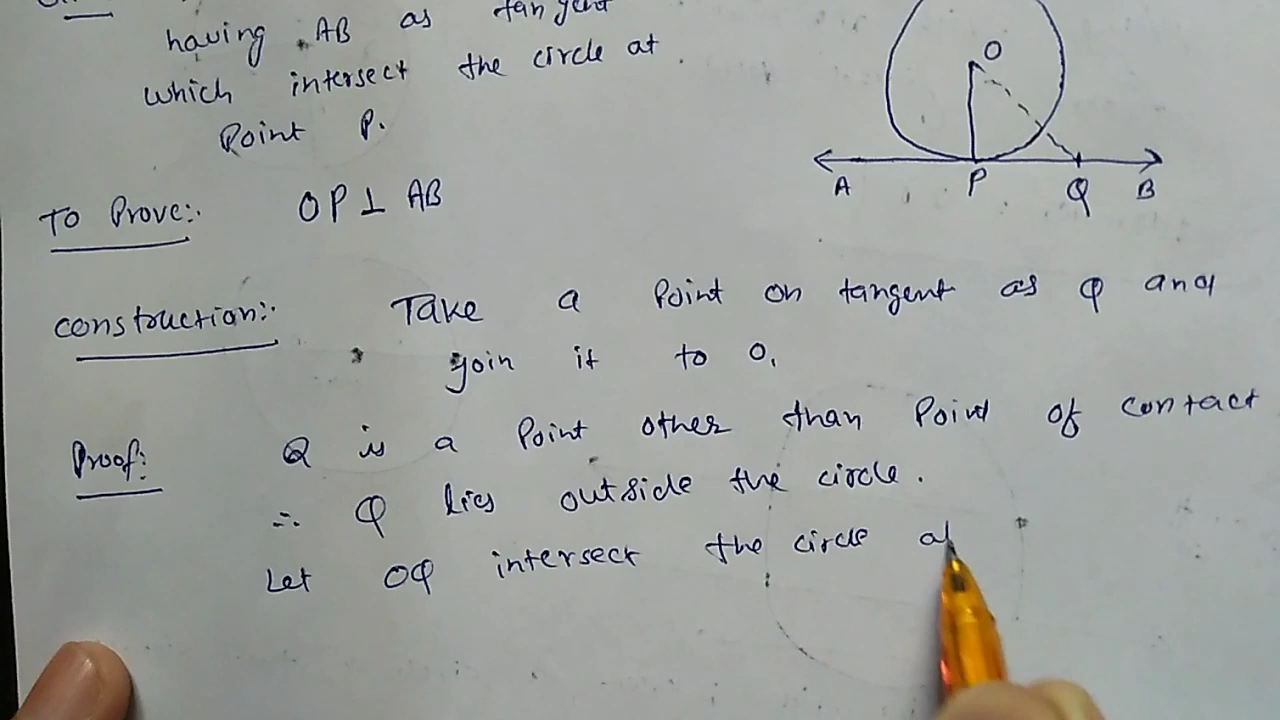 having AB as tangent
which intersect the circle at
Point P.
To Prove:. OP⊥ AB
construction:. Take a Point on tangent as Q and
join it to O.
Proof: Q is a Point other than Point of contact
∴ Q lies outside the circle.
Let OQ intersect the circle at
O
A P Q B